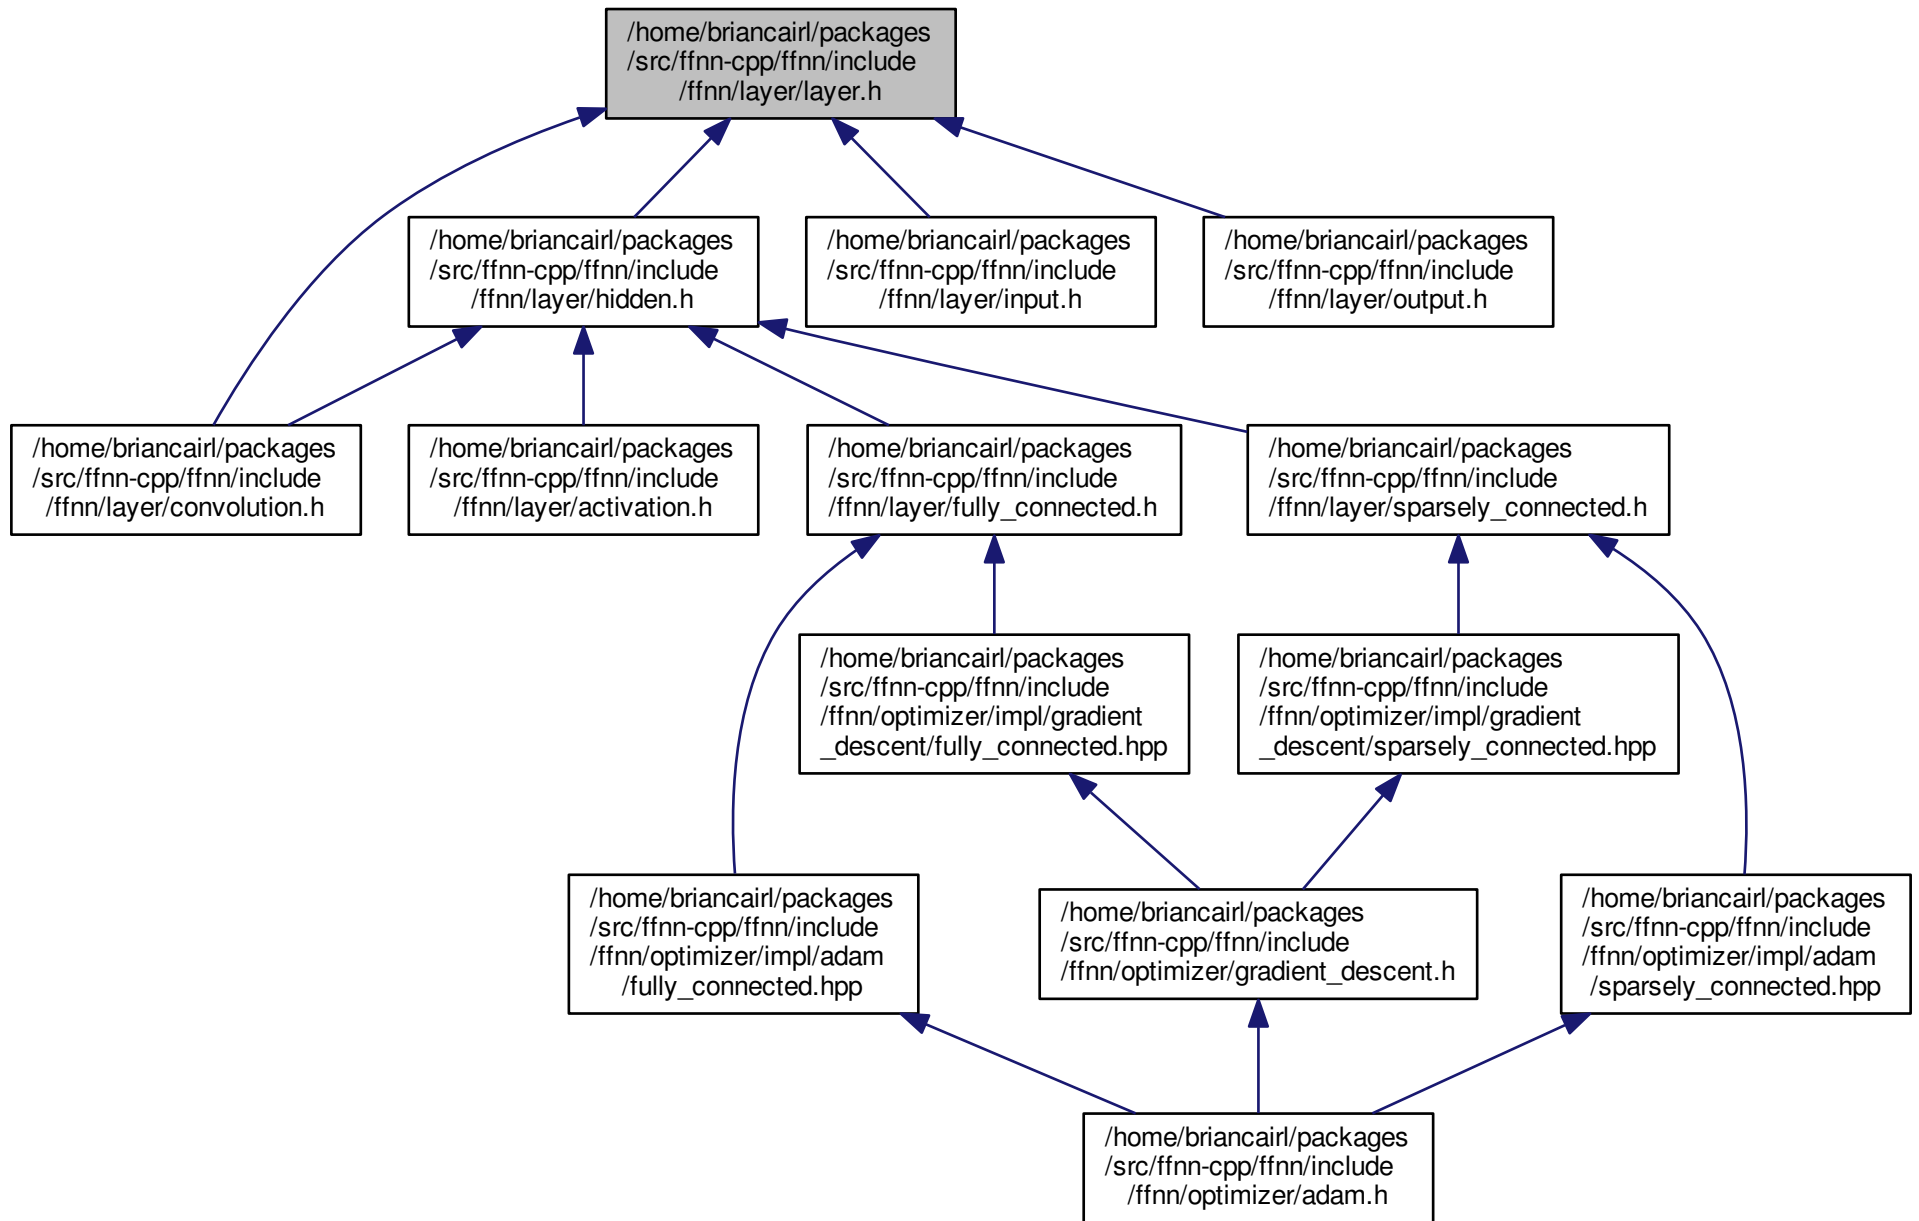 /home/briancairl/packages
/src/ffnn-cpp/ffnn/include
/ffnn/layer/layer.h
/home/briancairl/packages
/src/ffnn-cpp/ffnn/include
/ffnn/layer/hidden.h
/home/briancairl/packages
/src/ffnn-cpp/ffnn/include
/ffnn/layer/input.h
/home/briancairl/packages
/src/ffnn-cpp/ffnn/include
/ffnn/layer/output.h
/home/briancairl/packages
/src/ffnn-cpp/ffnn/include
/ffnn/layer/convolution.h
/home/briancairl/packages
/src/ffnn-cpp/ffnn/include
/ffnn/layer/activation.h
/home/briancairl/packages
/src/ffnn-cpp/ffnn/include
/ffnn/layer/fully_connected.h
/home/briancairl/packages
/src/ffnn-cpp/ffnn/include
/ffnn/layer/sparsely_connected.h
/home/briancairl/packages
/src/ffnn-cpp/ffnn/include
/ffnn/optimizer/impl/gradient
_descent/fully_connected.hpp
/home/briancairl/packages
/src/ffnn-cpp/ffnn/include
/ffnn/optimizer/impl/gradient
_descent/sparsely_connected.hpp
/home/briancairl/packages
/src/ffnn-cpp/ffnn/include
/ffnn/optimizer/impl/adam
/fully_connected.hpp
/home/briancairl/packages
/src/ffnn-cpp/ffnn/include
/ffnn/optimizer/gradient_descent.h
/home/briancairl/packages
/src/ffnn-cpp/ffnn/include
/ffnn/optimizer/impl/adam
/sparsely_connected.hpp
/home/briancairl/packages
/src/ffnn-cpp/ffnn/include
/ffnn/optimizer/adam.h